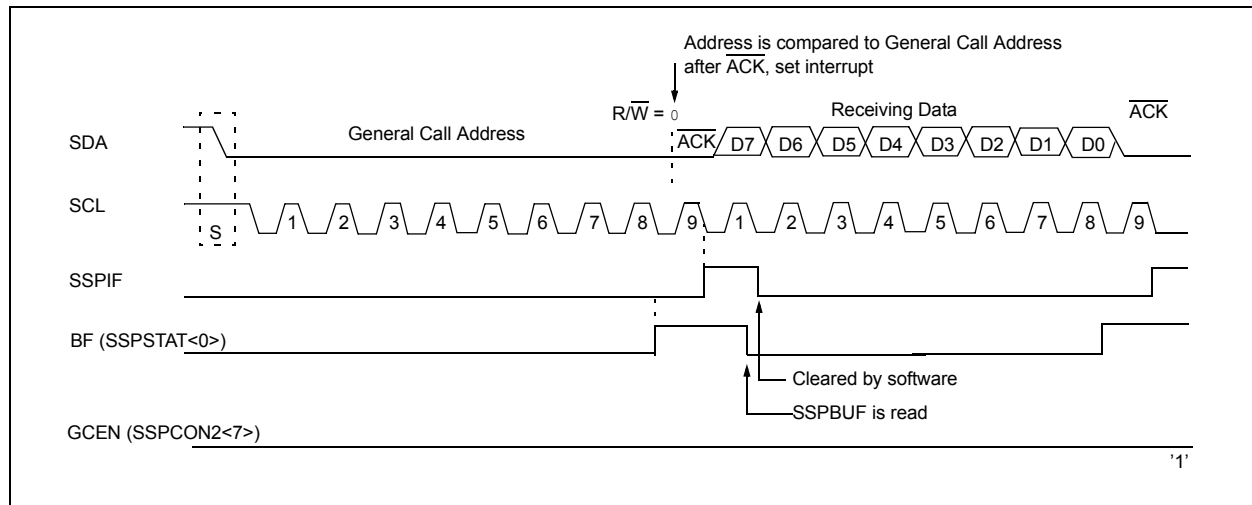 Address is compared to General Call Address
after ACK, set interrupt
R/W = 0
Receiving Data
ACK
SDA
General Call Address
ACK
D7 D6 D5 D4 D3 D2 D1 D0
SCL
S
1 2 3 4 5 6 7 8 9 1 2 3 4 5 6 7 8 9
SSPIF
BF (SSPSTAT<0>)
Cleared by software
SSPBUF is read
GCEN (SSPCON2<7>)
'1'